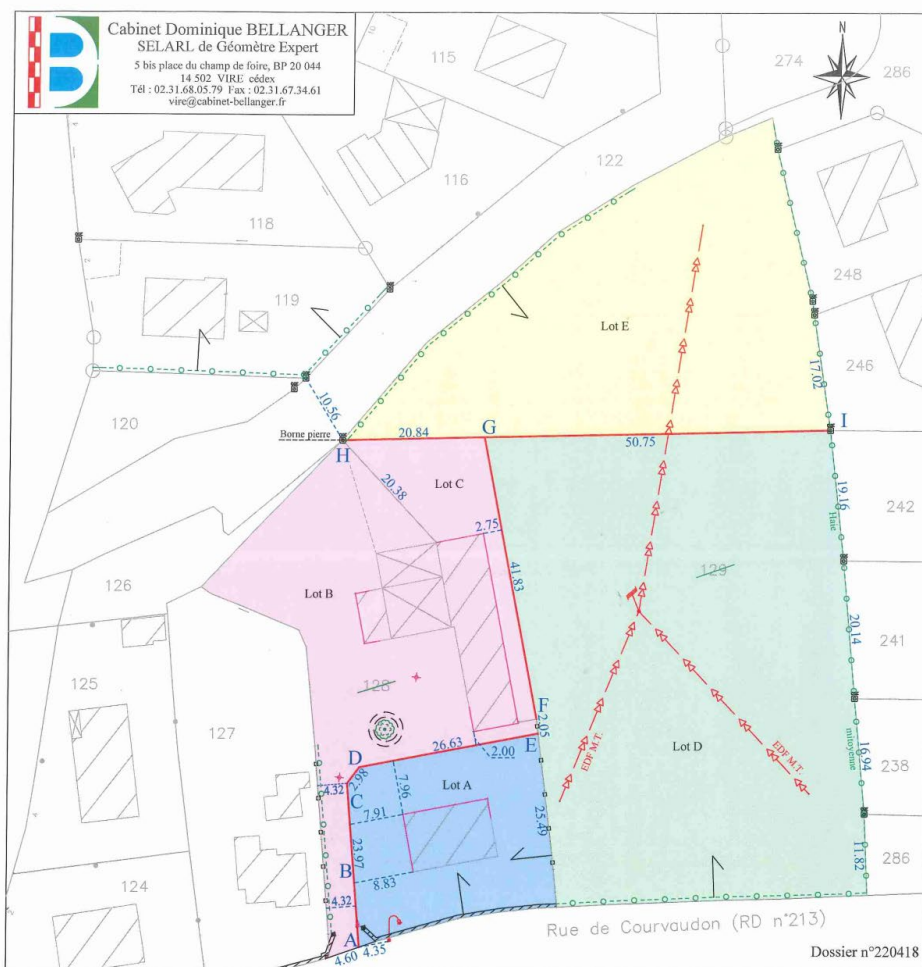 Cabinet Dominique BELLANGER
SELARL de Géomètre Expert
5 bis place du champ de foire, BP 20 044
14 502 VIRE cédex
Tél : 02.31.68.05.79 Fax : 02.31.67.34.61
vire@cabinet-bellanger.fr
N
115
274
286
122
116
118
119
248
Lot E
17.02
246
120
10.56
Borne pierre
H
20.84
G
50.75
I
20.38
Lot C
2.75
19.16
Haie
242
41.83
129
126
Lot B
20.14
241
125
128
127
F
2.05
E
26.63
2.00
D
2.98
EDF M.T.
EDF M.T.
Lot D
mitoyenne
16.94
238
4.32
C
7.96
Lot A
7.91
23.97
25.49
B
8.83
11.82
286
124
4.32
A
4.60
4.35
Rue de Courvaudon (RD n°213)
Dossier n°220418